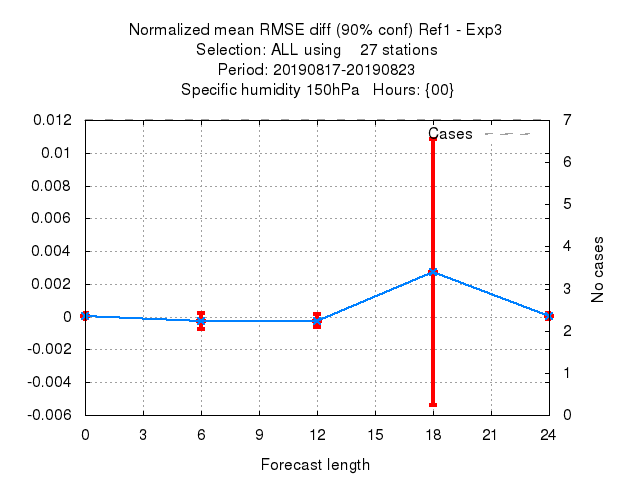 Normalized mean RMSE diff (90% conf) Ref1 - Exp3
Selection: ALL using    27 stations
Period: 20190817-20190823
Specific humidity 150hPa   Hours: {00}
Cases
0.012
0.01
0.008
0.006
0.004
0.002
0
-0.002
-0.004
-0.006
7
6
5
4
3
2
1
0
No cases
0 3 6 9 12 15 18 21 24
Forecast length